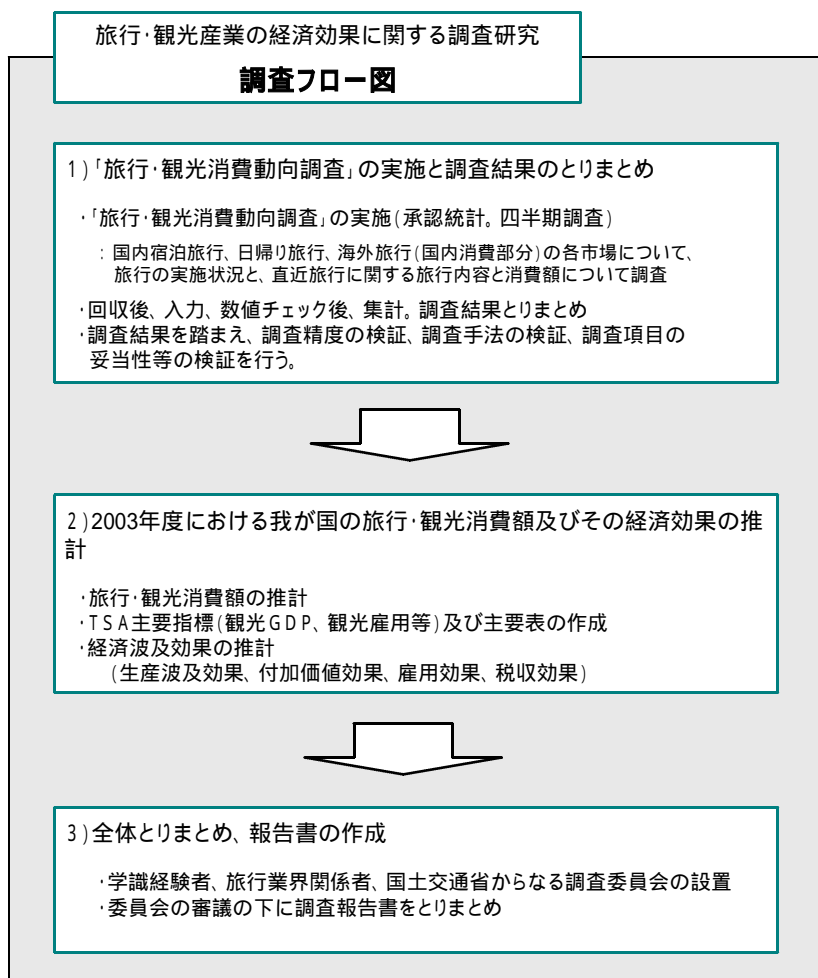 旅行･観光産業の経済効果に関する調査研究
調査フロー図
1)｢旅行･観光消費動向調査｣の実施と調査結果のとりまとめ
･｢旅行･観光消費動向調査｣の実施(承認統計。四半期調査)
：国内宿泊旅行、日帰り旅行、海外旅行(国内消費部分)の各市場について、
旅行の実施状況と、直近旅行に関する旅行内容と消費額について調査
･回収後、入力、数値チェック後、集計。調査結果とりまとめ
･調査結果を踏まえ、調査精度の検証、調査手法の検証、調査項目の
妥当性等の検証を行う。
2)2003年度における我が国の旅行･観光消費額及びその経済効果の推
計
･旅行･観光消費額の推計
･TSA主要指標(観光GDP、観光雇用等)及び主要表の作成
･経済波及効果の推計
(生産波及効果、付加価値効果、雇用効果、税収効果)
3)全体とりまとめ、報告書の作成
･学識経験者、旅行業界関係者、国土交通省からなる調査委員会の設置
･委員会の審議の下に調査報告書をとりまとめ